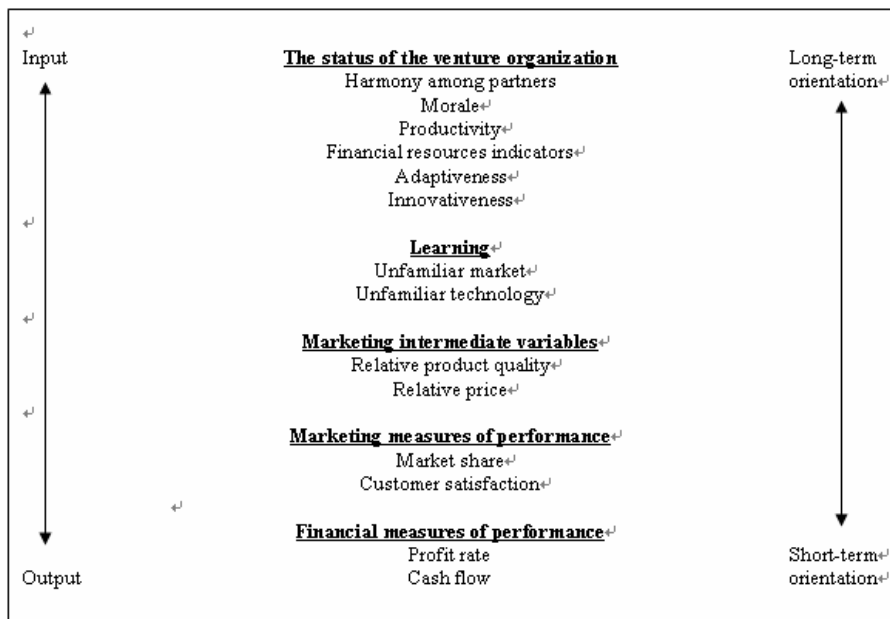 Input
The status of the venture organization
Long-term
orientation
Harmony among partners
Morale
Productivity
Financial resources indicators
Adaptiveness
Innovativeness
Learning
Unfamiliar market
Unfamiliar technology
Marketing intermediate variables
Relative product quality
Relative price
Marketing measures of performance
Market share
Customer satisfaction
Financial measures of performance
Profit rate
Cash flow
Output
Short-term
orientation